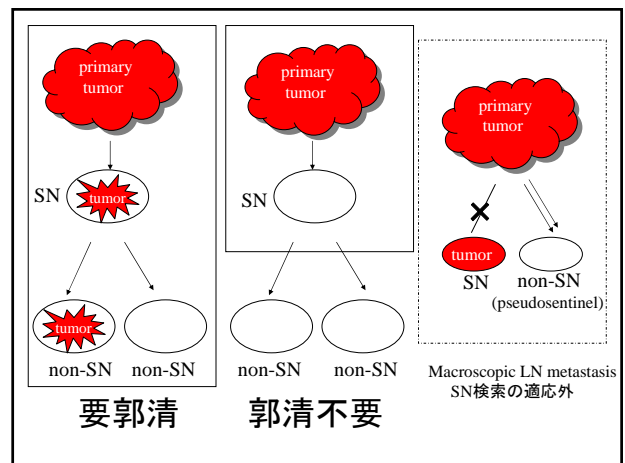 primary
tumor
SN
tumor
tumor
non-SN
non-SN
要郭清
primary
tumor
SN
non-SN
non-SN
郭清不要
primary
tumor
tumor
SN
non-SN
(pseudosentinel)
Macroscopic LN metastasis
SN検索の適応外